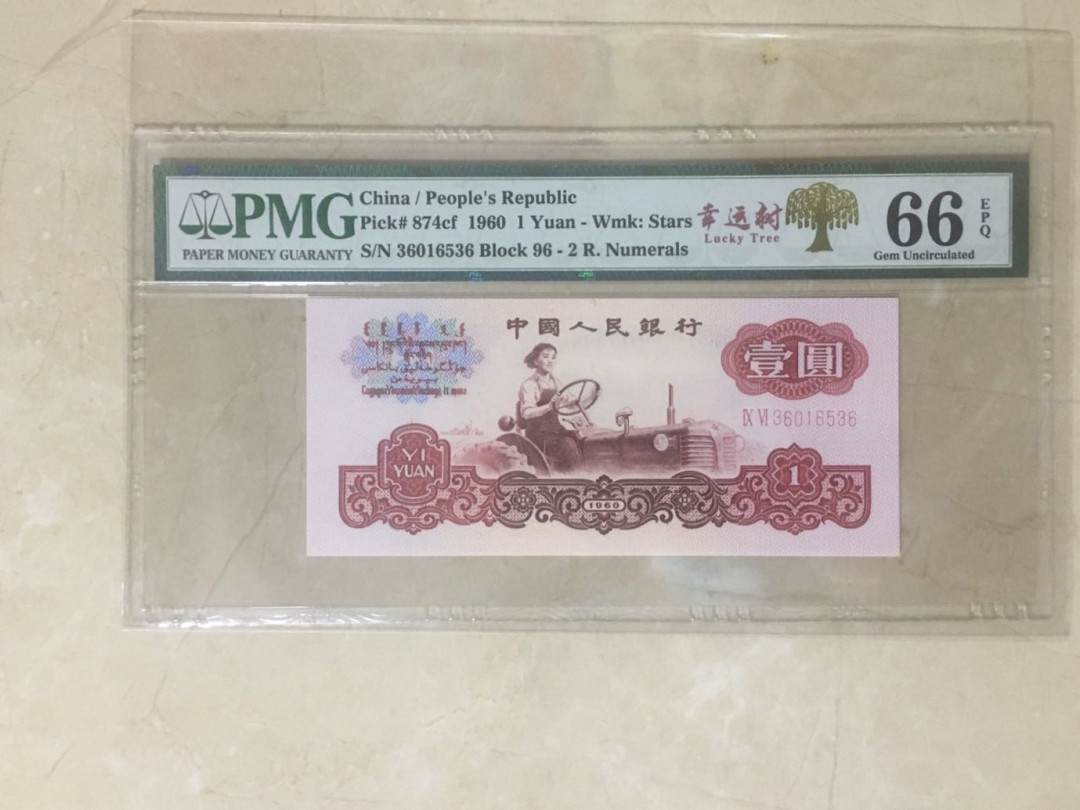 PMG
PAPER MONEY GUARANTY
China / People's Republic
Pick# 874cf 1960 1 Yuan - Wmk: Stars
S/N 36016536 Block 96 - 2 R. Numerals
幸运树
Lucky Tree
66
EPQ
Gem Uncirculated
中國人民銀行
壹圓
IX VI 36016536
YI
YUAN
1960
1